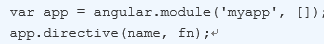 var app = angular.module('myapp', []);
app.directive(name, fn);↵